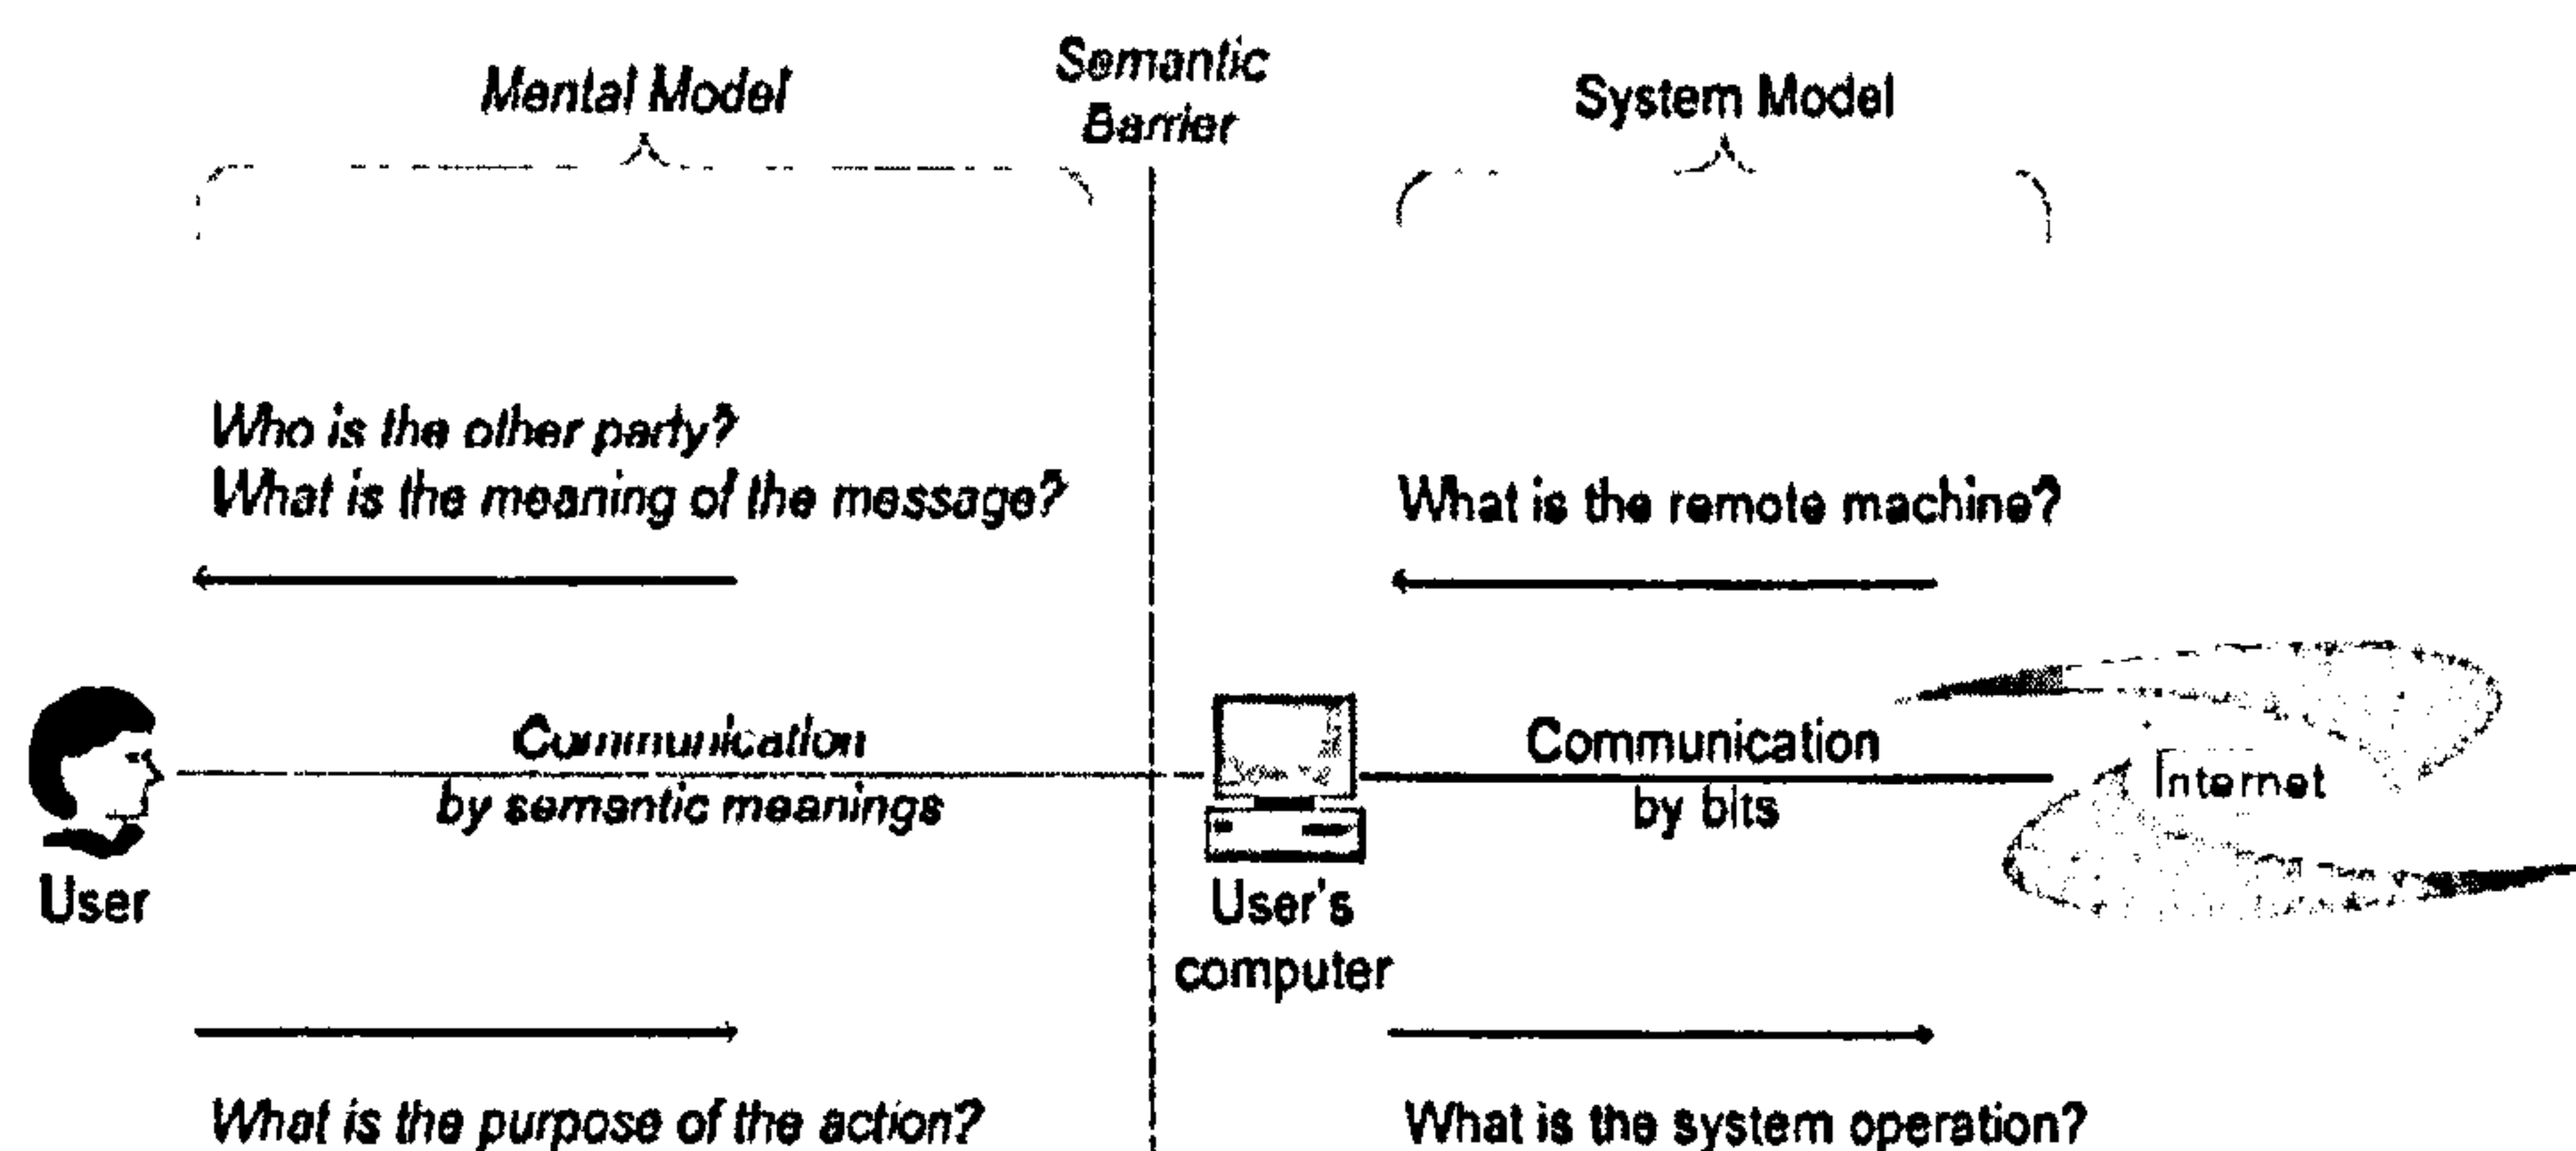 Mental Model
Semantic
Barrier
System Model
Who is the other party?
What is the meaning of the message?
What is the remote machine?
Communication
by semantic meanings
Communication
by bits
Internet
User
User's
computer
What is the purpose of the action?
What is the system operation?